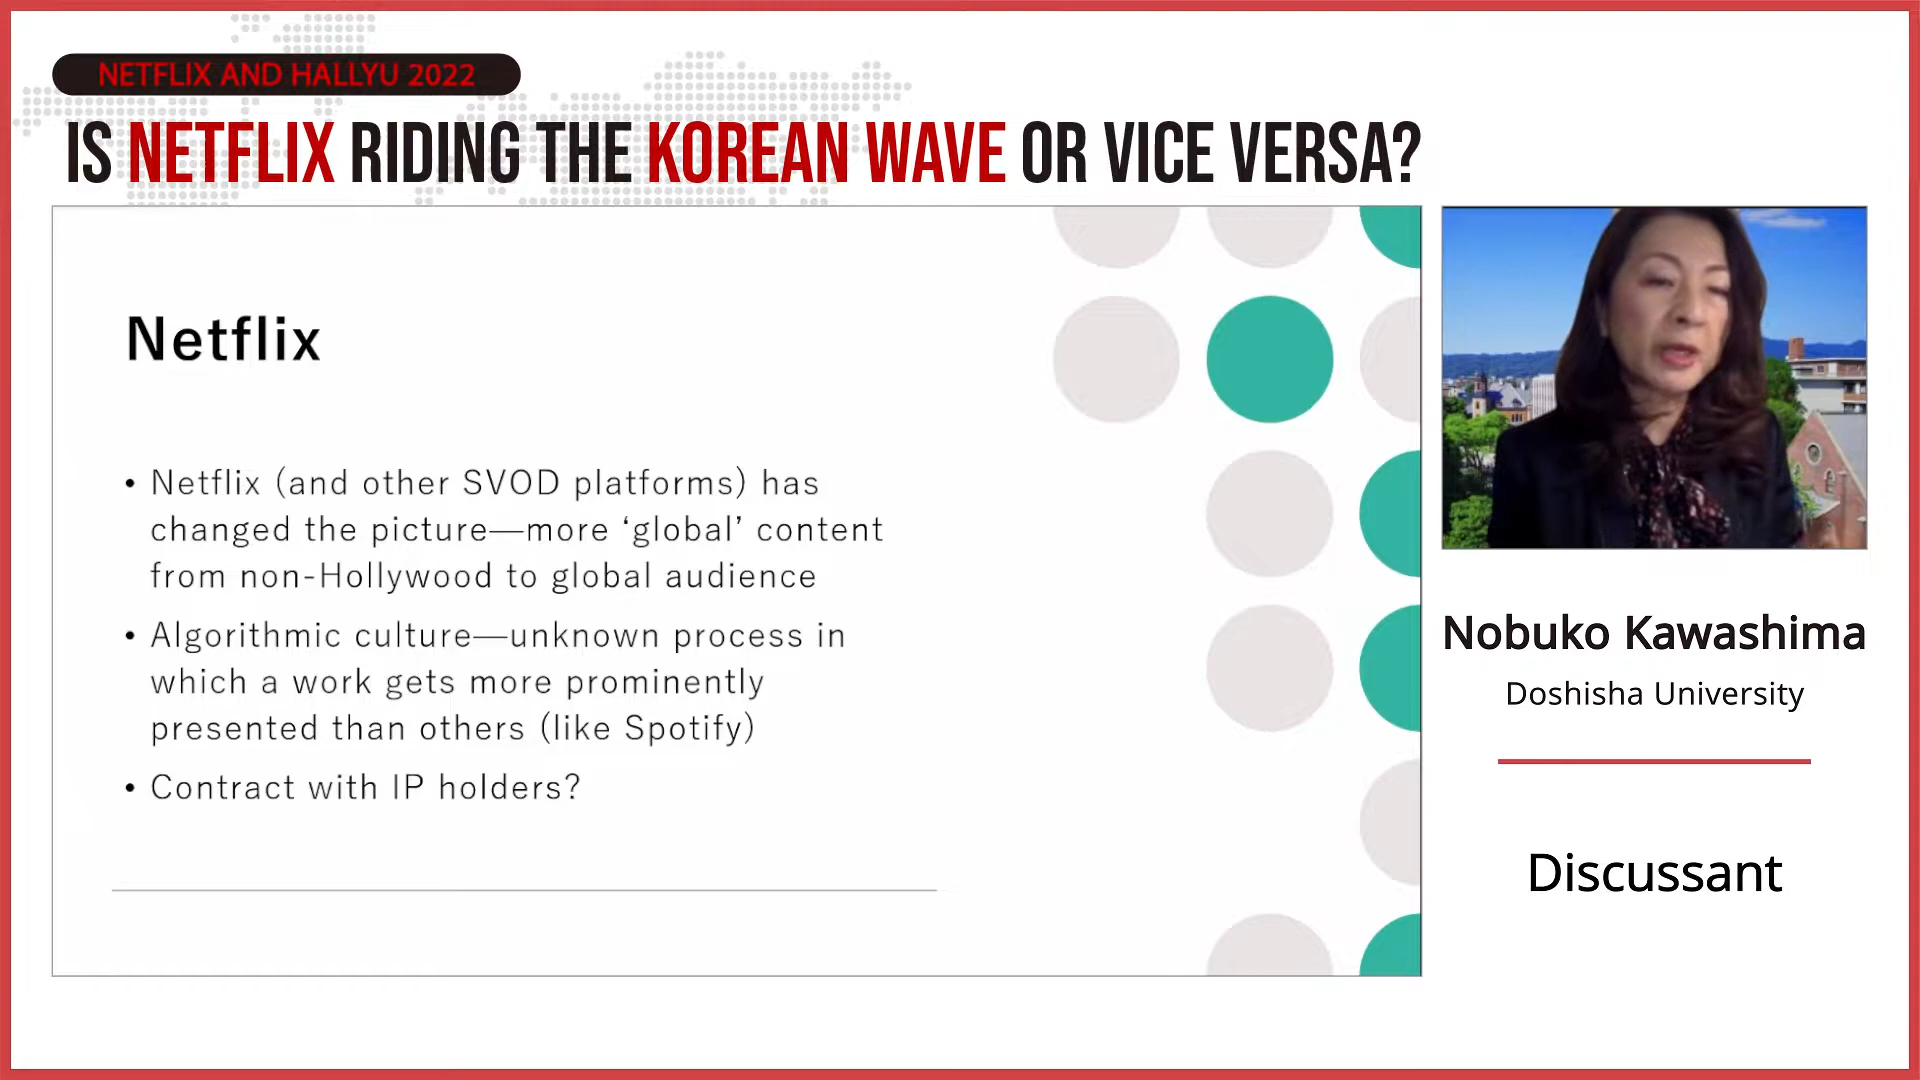 NETFLIX AND HALLYU 2022
IS NETFLIX RIDING THE KOREAN WAVE OR VICE VERSA?
Netflix
• Netflix (and other SVOD platforms) has
changed the picture—more ‘global’ content
from non-Hollywood to global audience
• Algorithmic culture—unknown process in
which a work gets more prominently
presented than others (like Spotify)
• Contract with IP holders?
Nobuko Kawashima
Doshisha University
Discussant